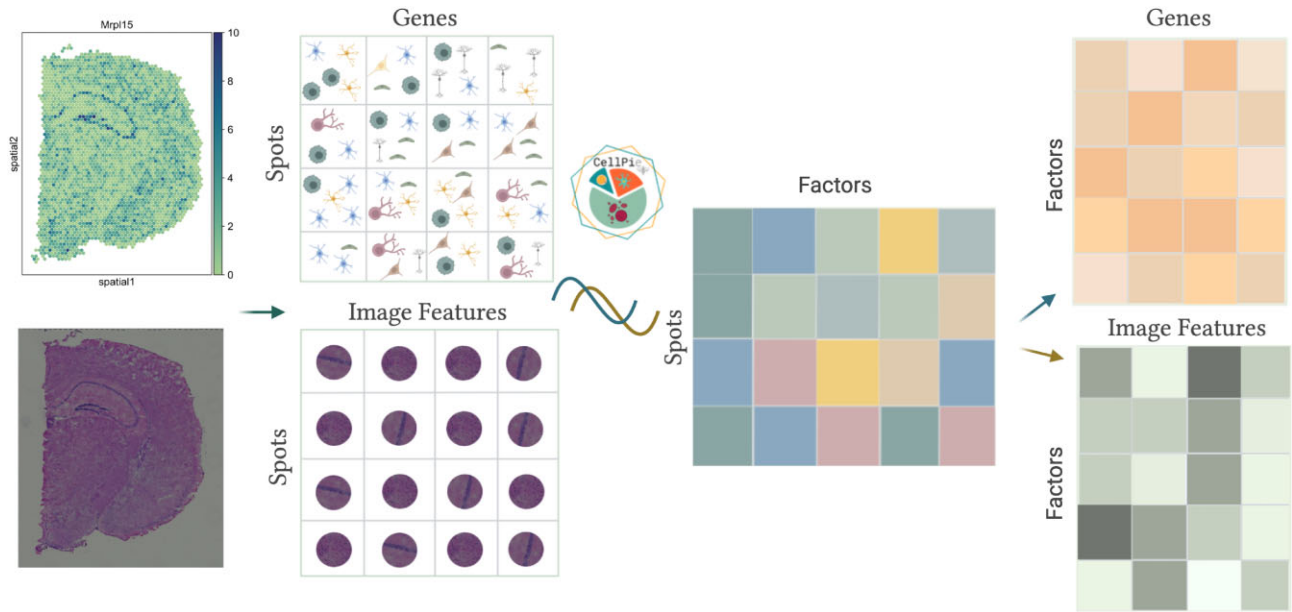 Mrpl15
10
8
6
4
2
0
spatial2
spatial1
Genes
Spots
Image Features
Spots
CellPie
Factors
Spots
Genes
Factors
Image Features
Factors